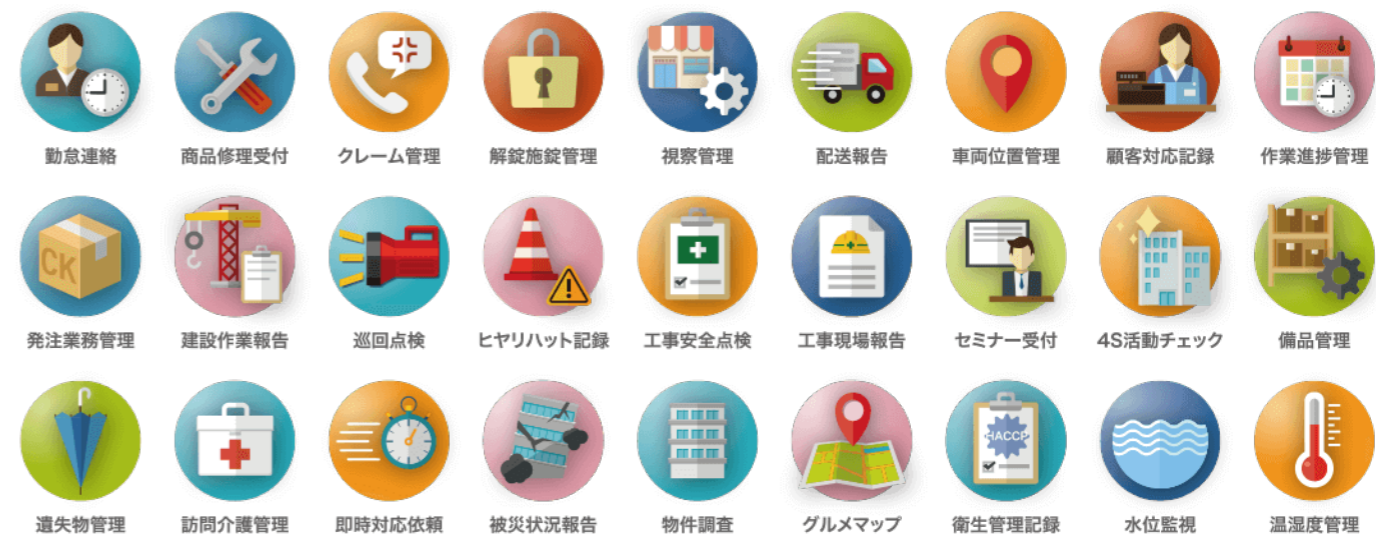 勤怠連絡
商品修理受付
クレーム管理
解錠施錠管理
視察管理
配送報告
車両位置管理
顧客対応記録
作業進捗管理
CK
発注業務管理
建設作業報告
巡回点検
ヒヤリハット記録
工事安全点検
工事現場報告
セミナー受付
4S活動チェック
備品管理
遺失物管理
訪問介護管理
即時対応依頼
被災状況報告
物件調査
グルメマップ
HACCP
衛生管理記録
水位監視
温湿度管理